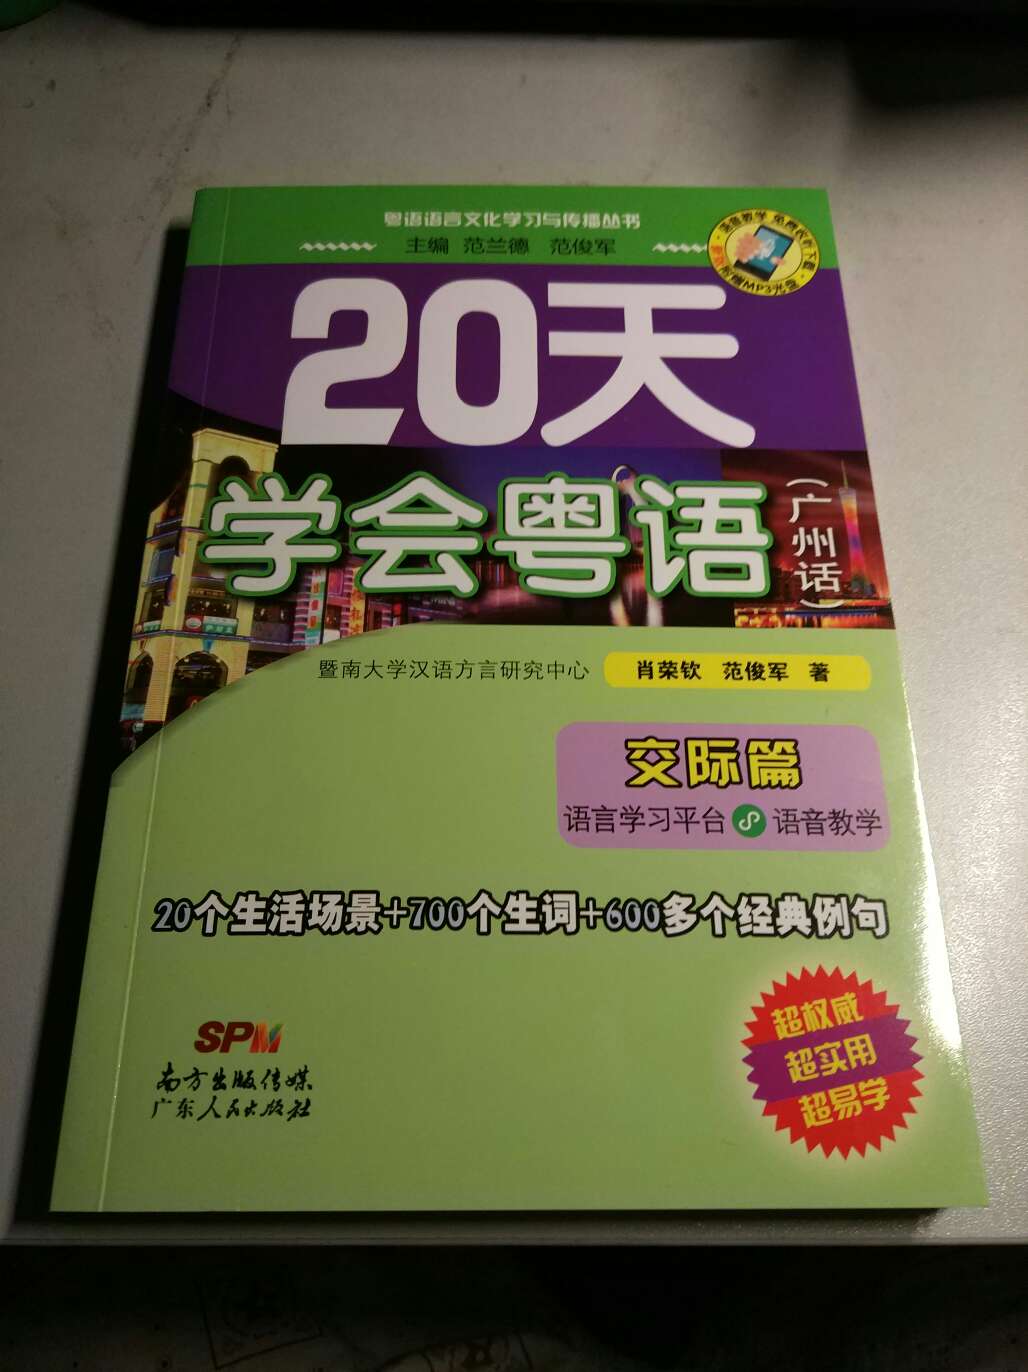 粤语语言文化学习与传播丛书
主编 范兰德 范俊军
20天
学会粤语
(广州话)
暨南大学汉语方言研究中心 肖荣钦 范俊军 著
交际篇
语言学习平台 语音教学
20个生活场景+700个生词+600多个经典例句
超权威
超实用
超易学
SPM
南方出版传媒
广东人民出版社